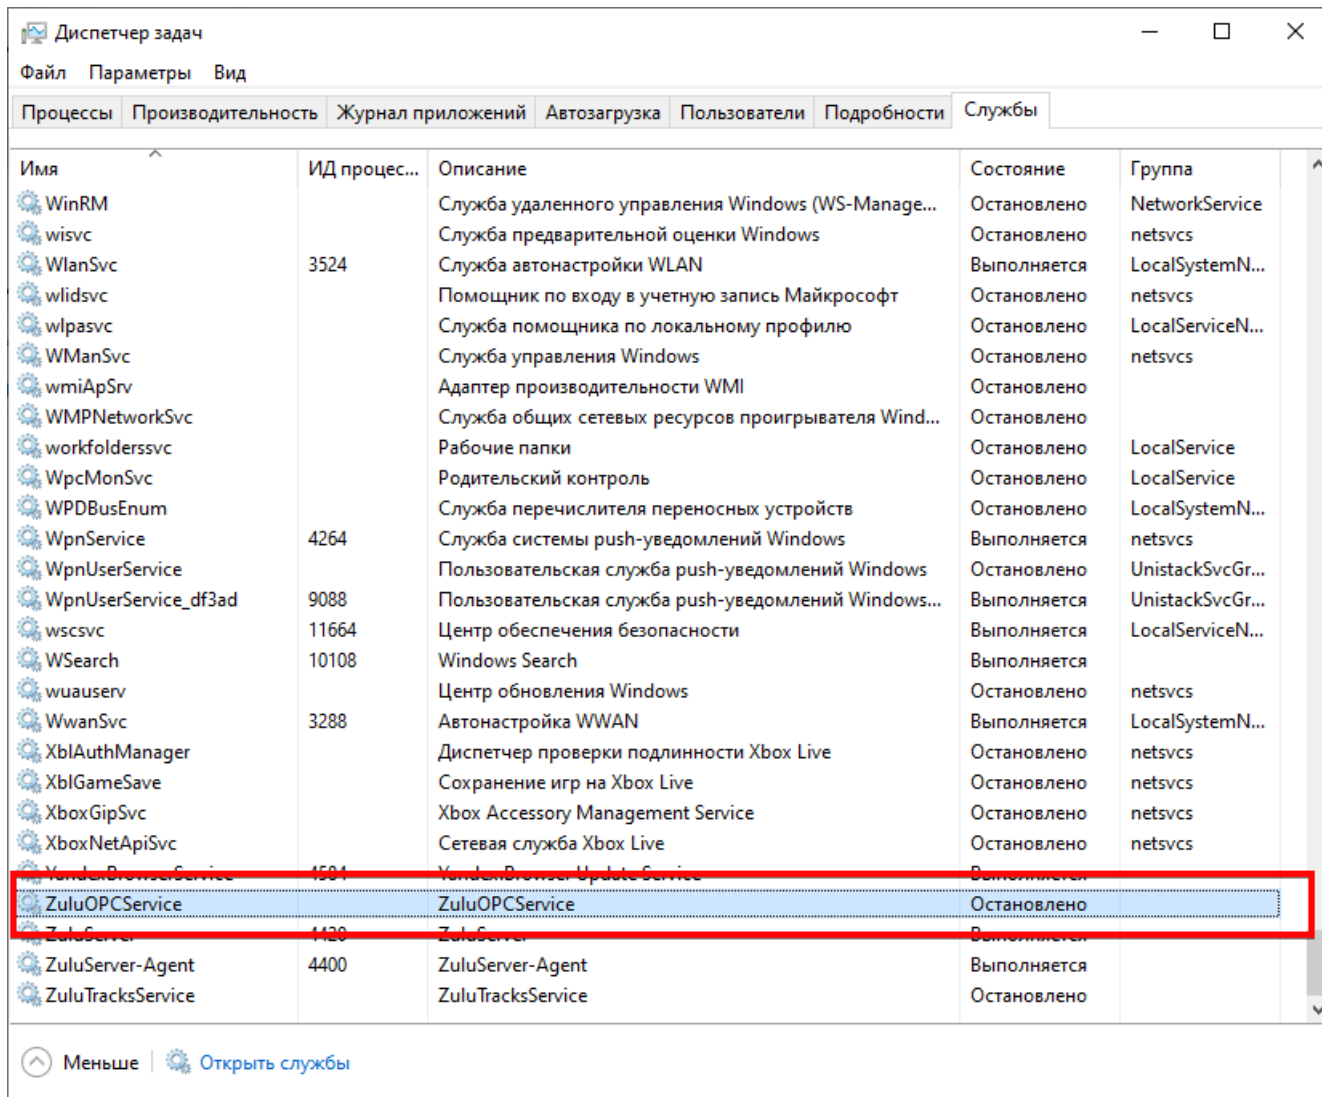 Диспетчер задач
Файл Параметры Вид
Процессы Производительность Журнал приложений Автозагрузка Пользователи Подробности Службы
Имя ИД процес... Описание Состояние Группа
WinRM Служба удаленного управления Windows (WS-Manage... Остановлено NetworkService
wisvc Служба предварительной оценки Windows Остановлено netsvcs
WlanSvc 3524 Служба автонастройки WLAN Выполняется LocalSystemN...
wlidsvc Помощник по входу в учетную запись Майкрософт Остановлено netsvcs
wlpasvc Служба помощника по локальному профилю Остановлено LocalServiceN...
WManSvc Служба управления Windows Остановлено netsvcs
wmiApSrv Адаптер производительности WMI Остановлено
WMPNetworkSvc Служба общих сетевых ресурсов проигрывателя Wind... Остановлено
workfolderssvc Рабочие папки Остановлено LocalService
WpcMonSvc Родительский контроль Остановлено LocalService
WPDBusEnum Служба перечислителя переносных устройств Остановлено LocalSystemN...
WpnService 4264 Служба системы push-уведомлений Windows Выполняется netsvcs
WpnUserService Пользовательская служба push-уведомлений Windows Остановлено UnistackSvcGr...
WpnUserService_df3ad 9088 Пользовательская служба push-уведомлений Windows... Выполняется UnistackSvcGr...
wscsvc 11664 Центр обеспечения безопасности Выполняется LocalServiceN...
WSearch 10108 Windows Search Выполняется
wuauserv Центр обновления Windows Остановлено netsvcs
WwanSvc 3288 Автонастройка WWAN Выполняется LocalSystemN...
XblAuthManager Диспетчер проверки подлинности Xbox Live Остановлено netsvcs
XblGameSave Сохранение игр на Xbox Live Остановлено netsvcs
XboxGipSvc Xbox Accessory Management Service Остановлено netsvcs
XboxNetApiSvc Сетевая служба Xbox Live Остановлено netsvcs
YandexBrowserService YandexBrowser Update Service Выполняется
ZuluOPCService ZuluOPCService Остановлено
ZuluServer ZuluServer Выполняется
ZuluServer-Agent 4400 ZuluServer-Agent Выполняется
ZuluTracksService ZuluTracksService Остановлено
Меньше Открыть службы